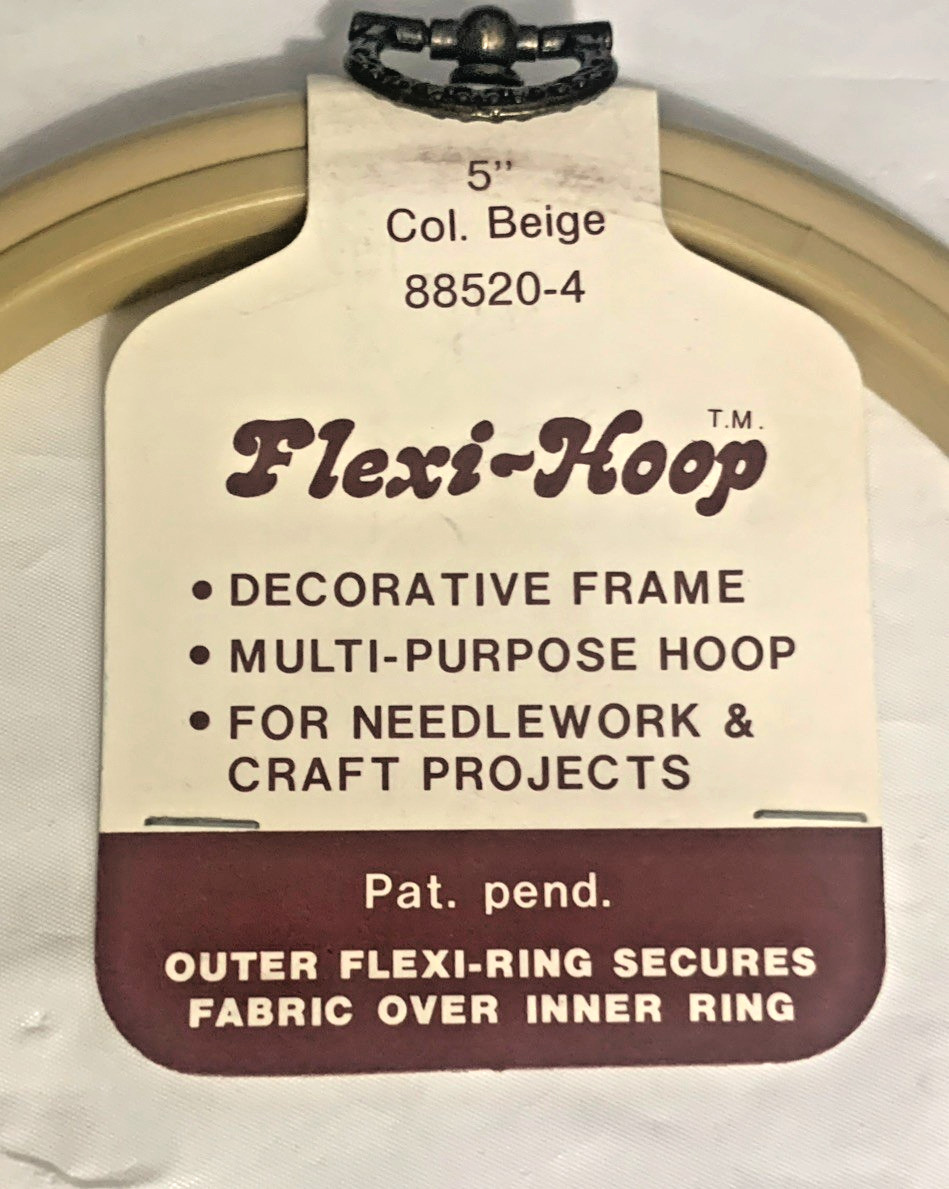 5"
Col. Beige
88520-4
Flexi-Hoop T.M.
• DECORATIVE FRAME
• MULTI-PURPOSE HOOP
• FOR NEEDLEWORK &
CRAFT PROJECTS
Pat. pend.
OUTER FLEXI-RING SECURES
FABRIC OVER INNER RING